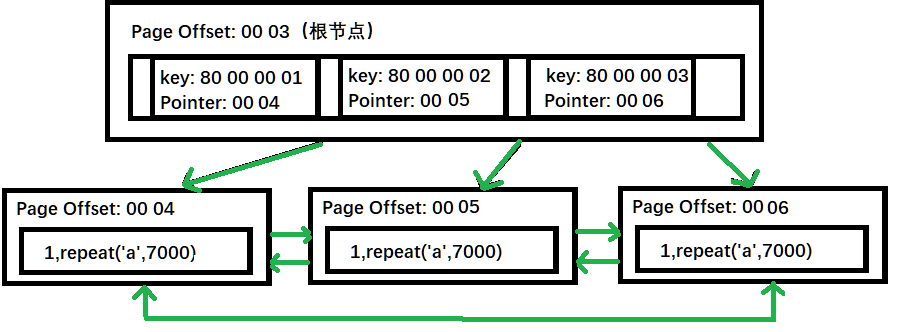 Page Offset: 00 03（根节点）
key: 80 00 00 01
Pointer: 00 04
key: 80 00 00 02
Pointer: 00 05
key: 80 00 00 03
Pointer: 00 06
Page Offset: 00 04
1,repeat('a',7000)
Page Offset: 00 05
1,repeat('a',7000)
Page Offset: 00 06
1,repeat('a',7000)